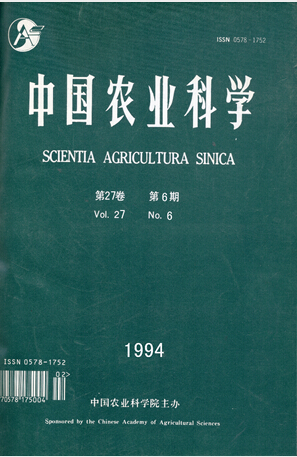 ISSN 0578-1752
中国农业科学
SCIENTIA AGRICULTURA SINICA
第27卷 第6期
Vol. 27 No. 6
1994
ISSN 0578-1752
02>
70578175004
中国农业科学院主办
Sponsored by the Chinese Academy of Agricultural Sciences